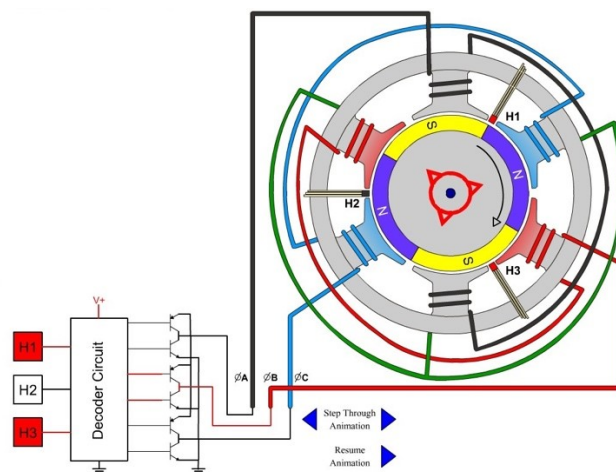 H1
S
N
H2
N
S
H3
V+
H1
H2
H3
Decoder Circuit
ØA
ØB
ØC
Step Through
Animation
Resume
Animation